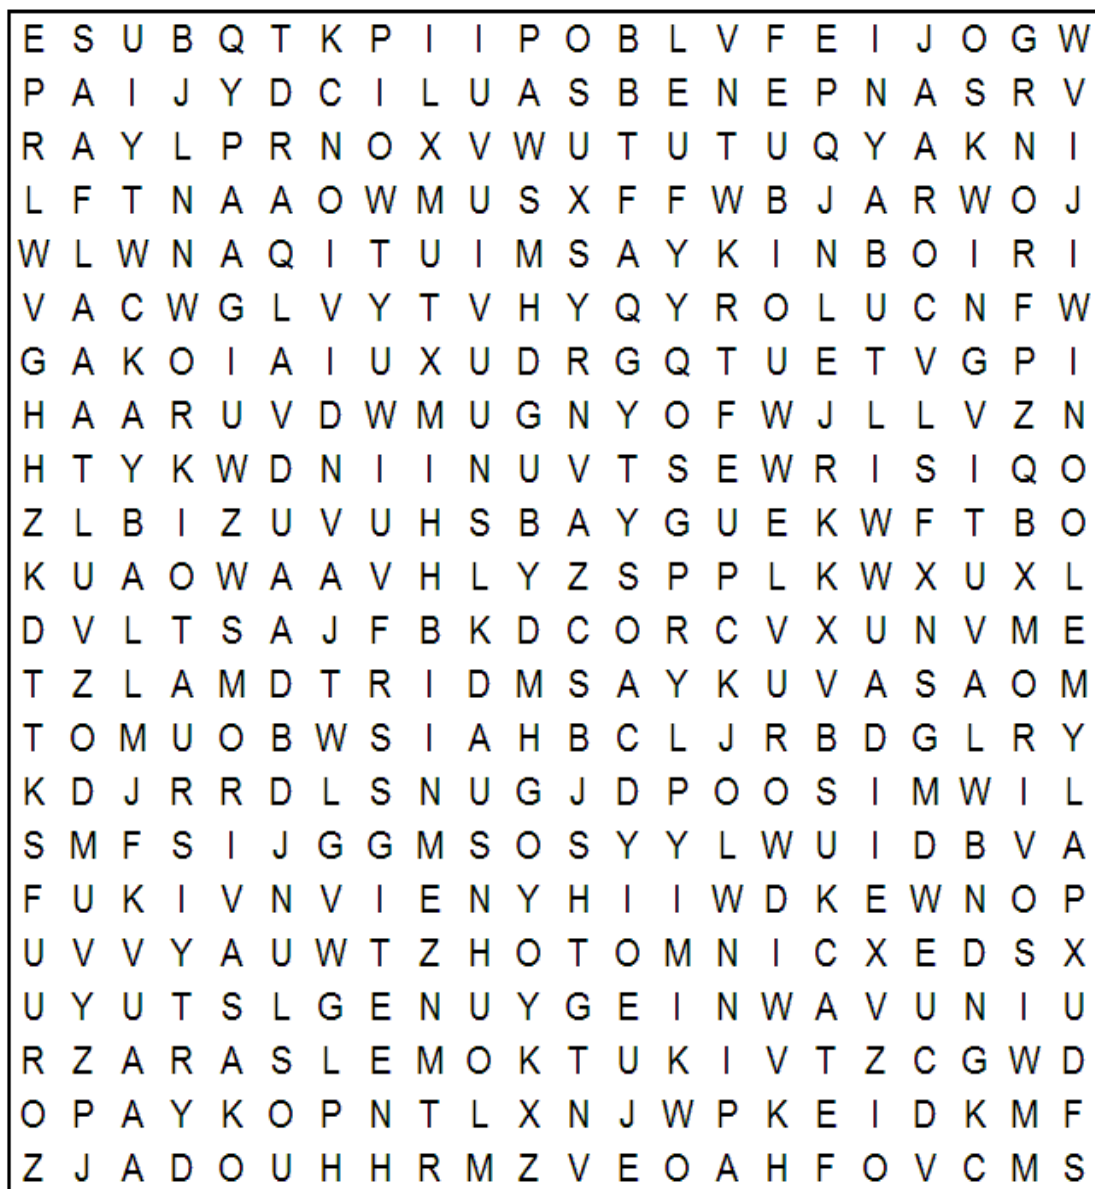 E S U B Q T K P I I P O B L V F E I J O G W
P A I J Y D C I L U A S B E N E P N A S R V
R A Y L P R N O X V W U T U T U Q Y A K N I
L F T N A A O W M U S X F F W B J A R W O J
W L W N A Q I T U I M S A Y K I N B O I R I
V A C W G L V Y T V H Y Q Y R O L U C N F W
G A K O I A I U X U D R G Q T U E T V G P I
H A A R U V D W M U G N Y O F W J L L V Z N
H T Y K W D N I I N U V T S E W R I S I Q O
Z L B I Z U V U H S B A Y G U E K W F T B O
K U A O W A A V H L Y Z S P P L K W X U X L
D V L T S A J F B K D C O R C V X U N V M E
T Z L A M D T R I D M S A Y K U V A S A O M
T O M U O B W S I A H B C L J R B D G L R Y
K D J R R D L S N U G J D P O O S I M W I L
S M F S I J G G M S O S Y Y L W U I D B V A
F U K I V N V I E N Y H I I W D K E W N O P
U V V Y A U W T Z H O T O M N I C X E D S X
U Y U T S L G E N U Y G E I N W A V U N I U
R Z A R A S L E M O K T U K I V T Z C G W D
O P A Y K O P N T L X N J W P K E I D K M F
Z J A D O U H H R M Z V E O A H F O V C M S